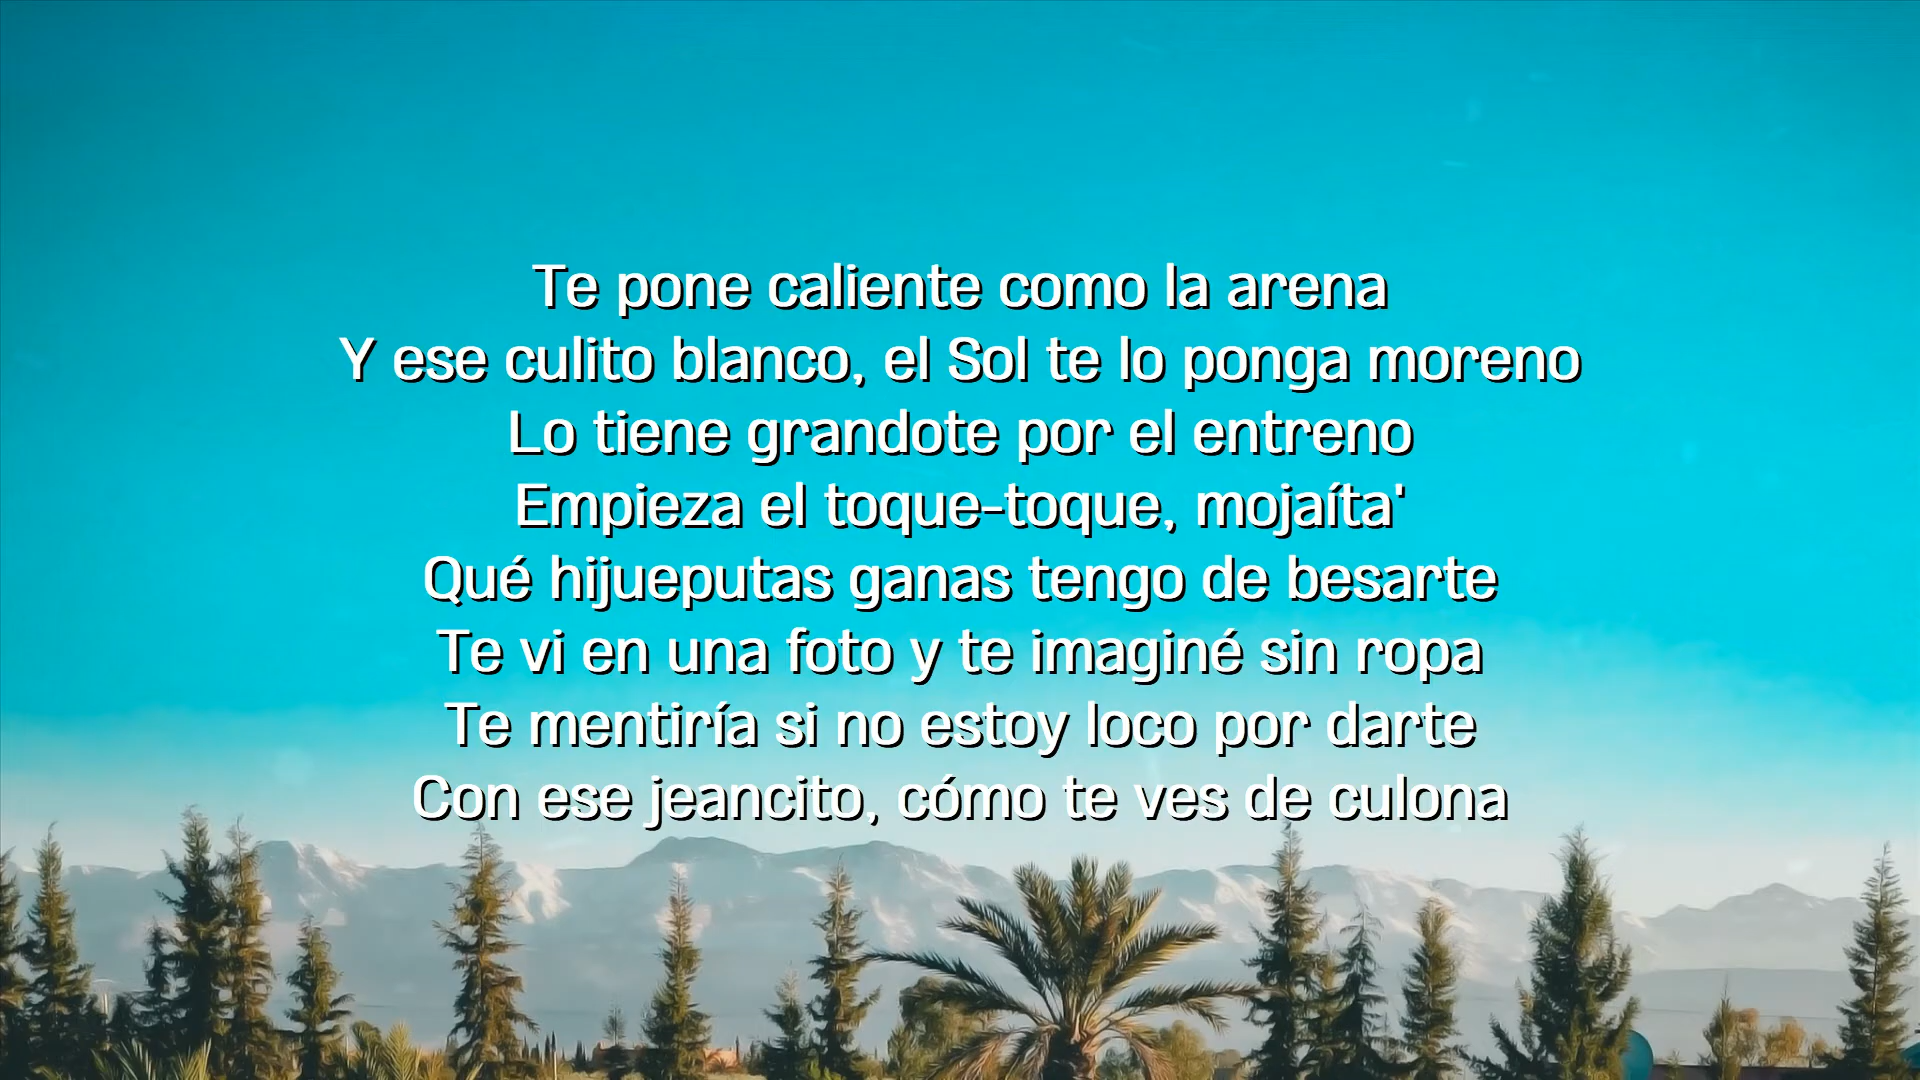 Te pone caliente como la arena
Y ese culito blanco, el Sol te lo ponga moreno
Lo tiene grandote por el entreno
Empieza el toque-toque, mojaíta'
Qué hijueputas ganas tengo de besarte
Te vi en una foto y te imaginé sin ropa
Te mentiría si no estoy loco por darte
Con ese jeancito, cómo te ves de culona